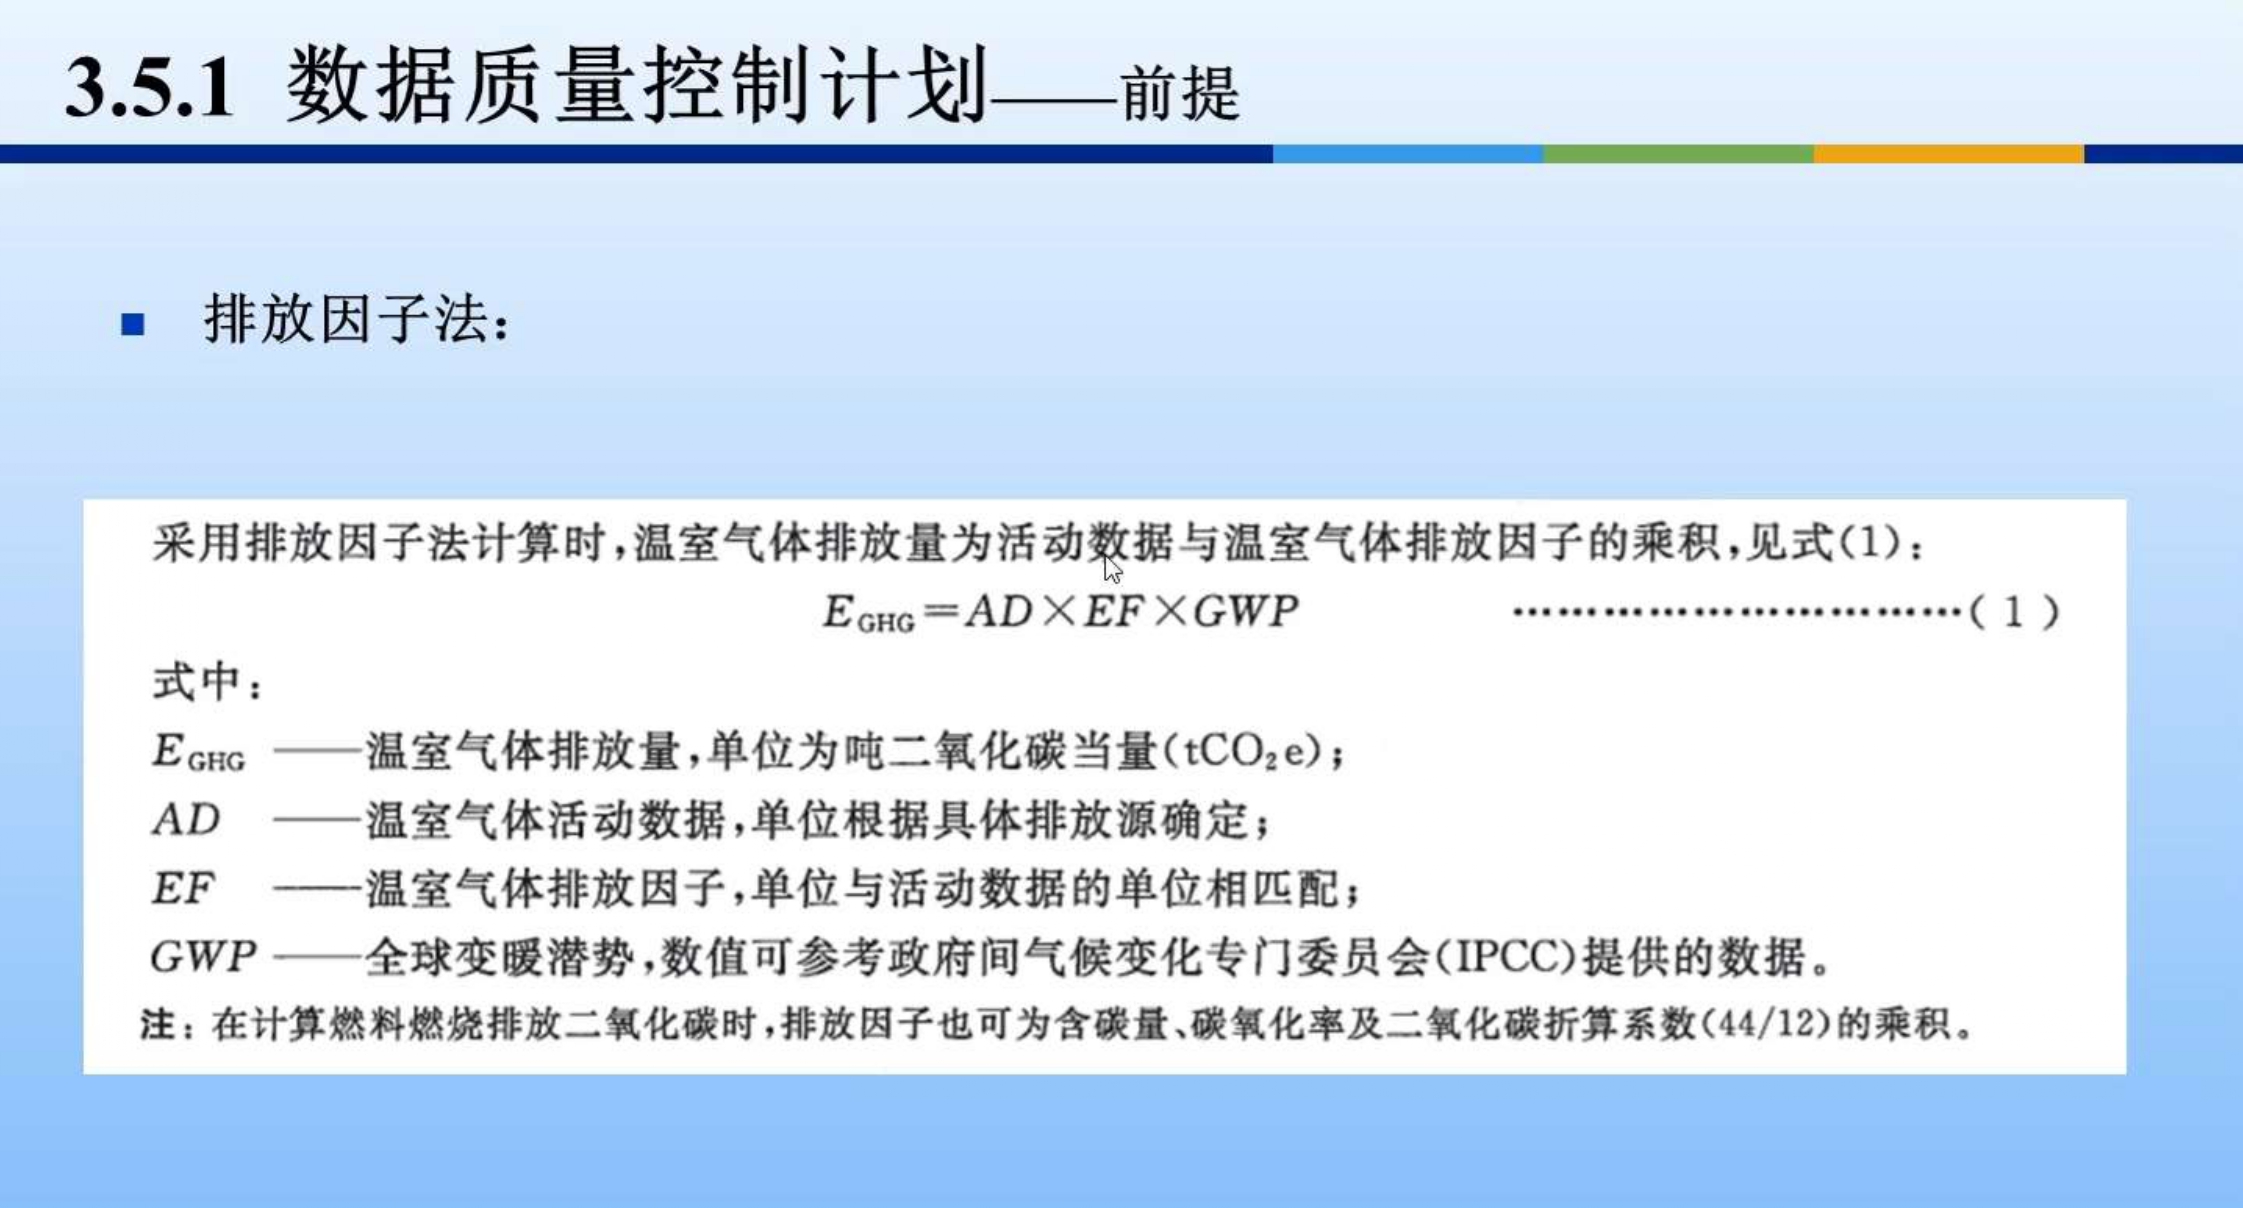 3.5.1 数据质量控制计划——前提
排放因子法：
采用排放因子法计算时，温室气体排放量为活动数据与温室气体排放因子的乘积，见式（1）：
E_GHG＝AD×EF×GWP …………………………（ 1 ）
式中：
E_GHG ——温室气体排放量，单位为吨二氧化碳当量（tCO₂e）；
AD ——温室气体活动数据，单位根据具体排放源确定；
EF ——温室气体排放因子，单位与活动数据的单位相匹配；
GWP ——全球变暖潜势，数值可参考政府间气候变化专门委员会（IPCC）提供的数据。
注：在计算燃料燃烧排放二氧化碳时，排放因子也可为含碳量、碳氧化率及二氧化碳折算系数（44/12）的乘积。